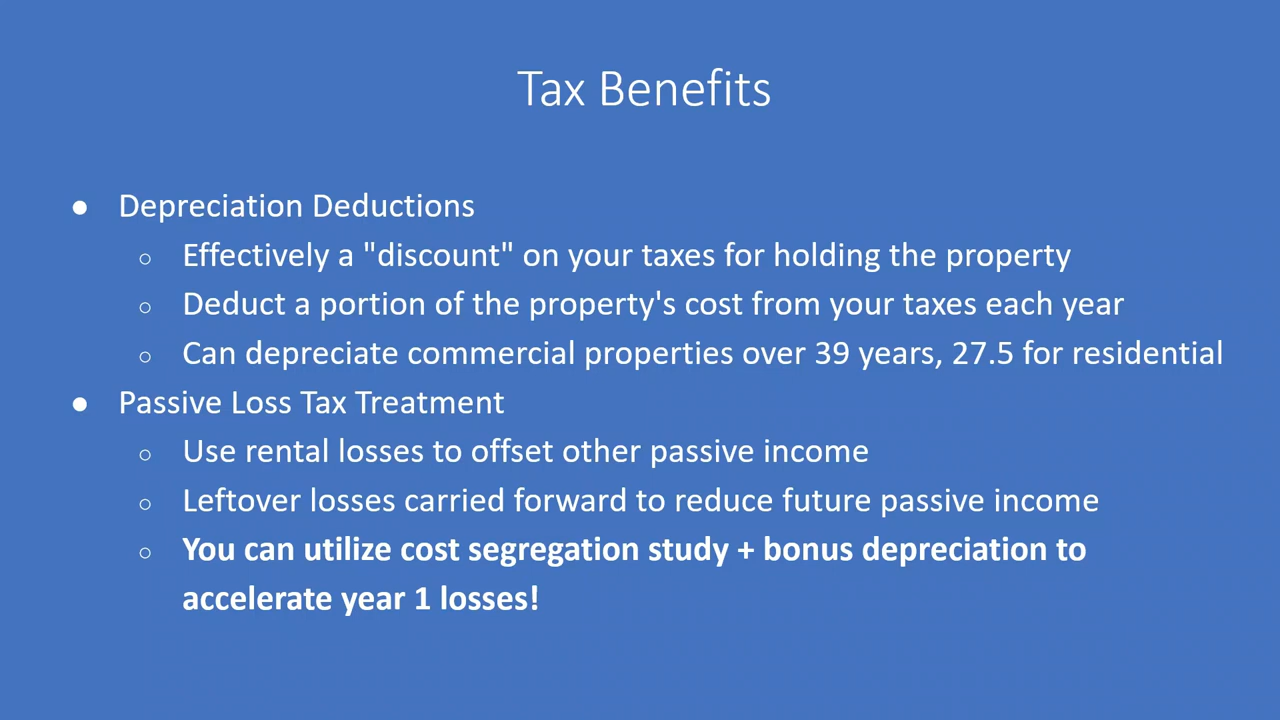 Tax Benefits
● Depreciation Deductions
○ Effectively a "discount" on your taxes for holding the property
○ Deduct a portion of the property's cost from your taxes each year
○ Can depreciate commercial properties over 39 years, 27.5 for residential
● Passive Loss Tax Treatment
○ Use rental losses to offset other passive income
○ Leftover losses carried forward to reduce future passive income
○ You can utilize cost segregation study + bonus depreciation to
accelerate year 1 losses!